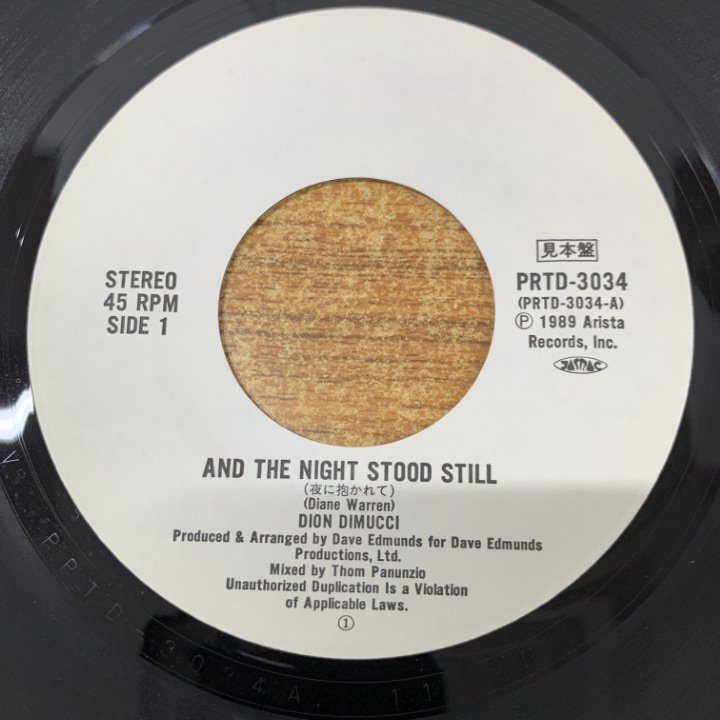 STEREO
45 RPM
SIDE 1
見本盤
PRTD-3034
(PRTD-3034-A)
Ⓟ 1989 Arista
Records, Inc.
JASRAC
AND THE NIGHT STOOD STILL
(夜に抱かれて)
(Diane Warren)
DION DIMUCCI
Produced & Arranged by Dave Edmunds for Dave Edmunds
Productions, Ltd.
Mixed by Thom Panunzio
Unauthorized Duplication Is a Violation
of Applicable Laws.
①
PRTD-3034A